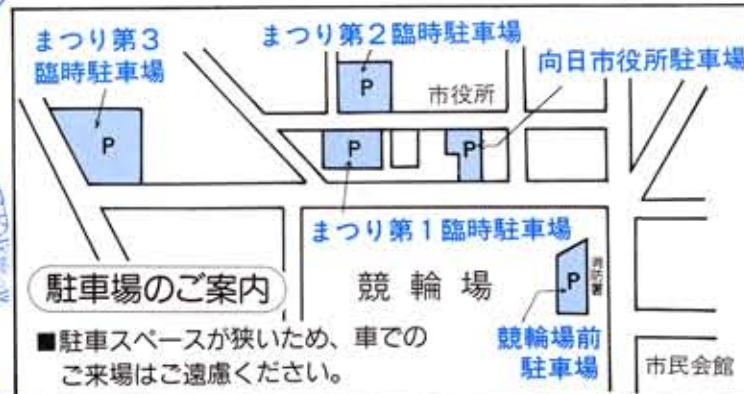 まつり第3
臨時駐車場
まつり第2臨時駐車場
向日市役所駐車場
P
市役所
P
P
P
まつり第1臨時駐車場
駐車場のご案内
競輪場
P
消防署
■駐車スペースが狭いため、車での
ご来場はご遠慮ください。
競輪場前
駐車場
市民会館